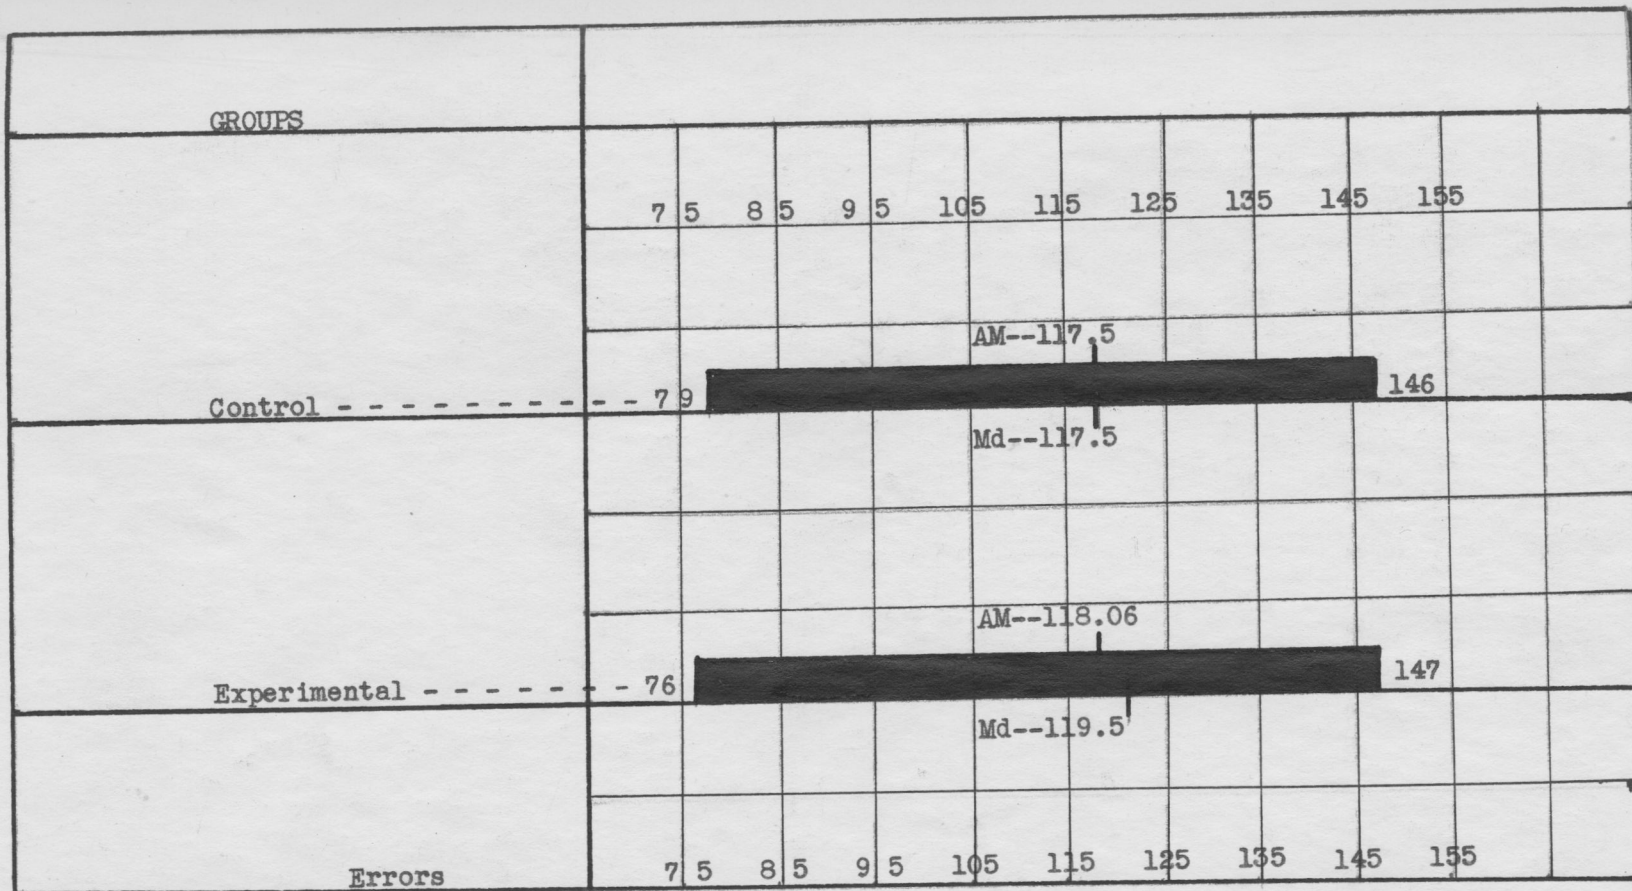 GROUPS
75 85 95 105 115 125 135 145 155
AM--117.5
Control - - - - - - - - - - 79 146
Md--117.5
AM--118.06
Experimental - - - - - - - 76 147
Md--119.5
Errors 75 85 95 105 115 125 135 145 155